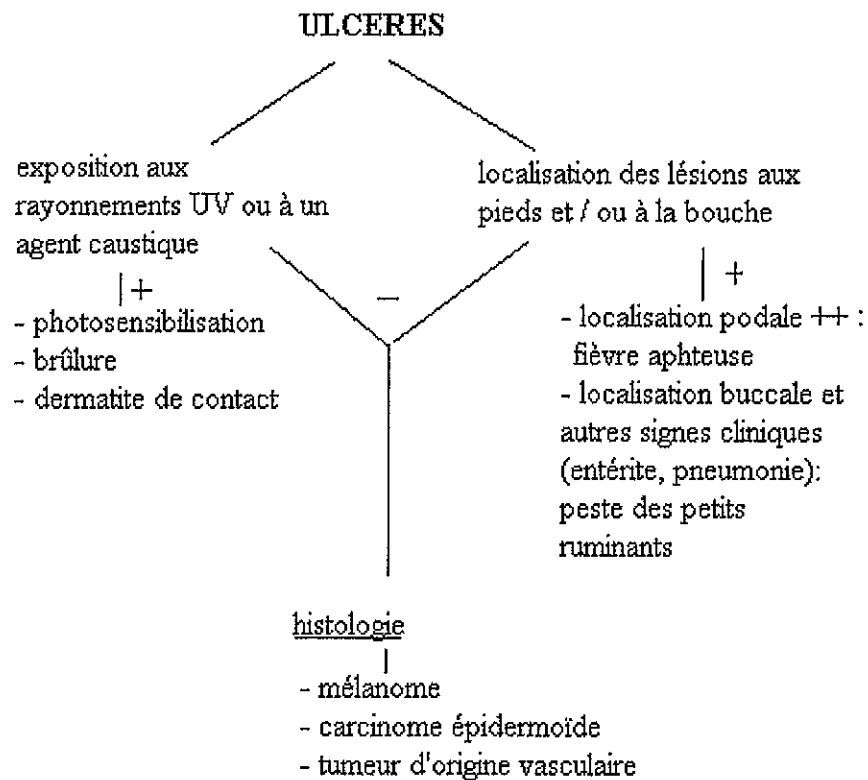 ULCERES
exposition aux
rayonnements UV ou à un
agent caustique
+
- photosensibilisation
- brûlure
- dermatite de contact
localisation des lésions aux
pieds et / ou à la bouche
+
- localisation podale ++ :
fièvre aphteuse
- localisation buccale et
autres signes cliniques
(entérite, pneumonie):
peste des petits
ruminants
–
histologie
- mélanome
- carcinome épidermoïde
- tumeur d'origine vasculaire